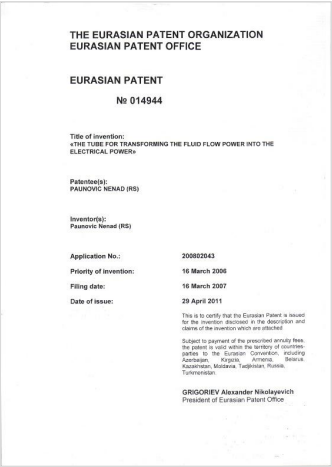 THE EURASIAN PATENT ORGANIZATION
EURASIAN PATENT OFFICE
EURASIAN PATENT
№ 014944
Title of invention:
«THE TUBE FOR TRANSFORMING THE FLUID FLOW POWER INTO THE
ELECTRICAL POWER»
Patentee(s):
PAUNOVIC NENAD (RS)
Inventor(s):
Paunovic Nenad (RS)
Application No.: 200802043
Priority of invention: 16 March 2006
Filing date: 16 March 2007
Date of issue: 29 April 2011
This is to certify that the Eurasian Patent is issued
for the invention disclosed in the description and
claims of the invention which are attached
Subject to payment of the prescribed annuity fees,
the patent is valid within the territory of countries-
parties to the Eurasian Convention, including
Azerbaijan, Kirgizia, Armenia, Belarus,
Kazakhstan, Moldavia, Tadjikistan, Russia,
Turkmenistan.
GRIGORIEV Alexander Nikolayevich
President of Eurasian Patent Office